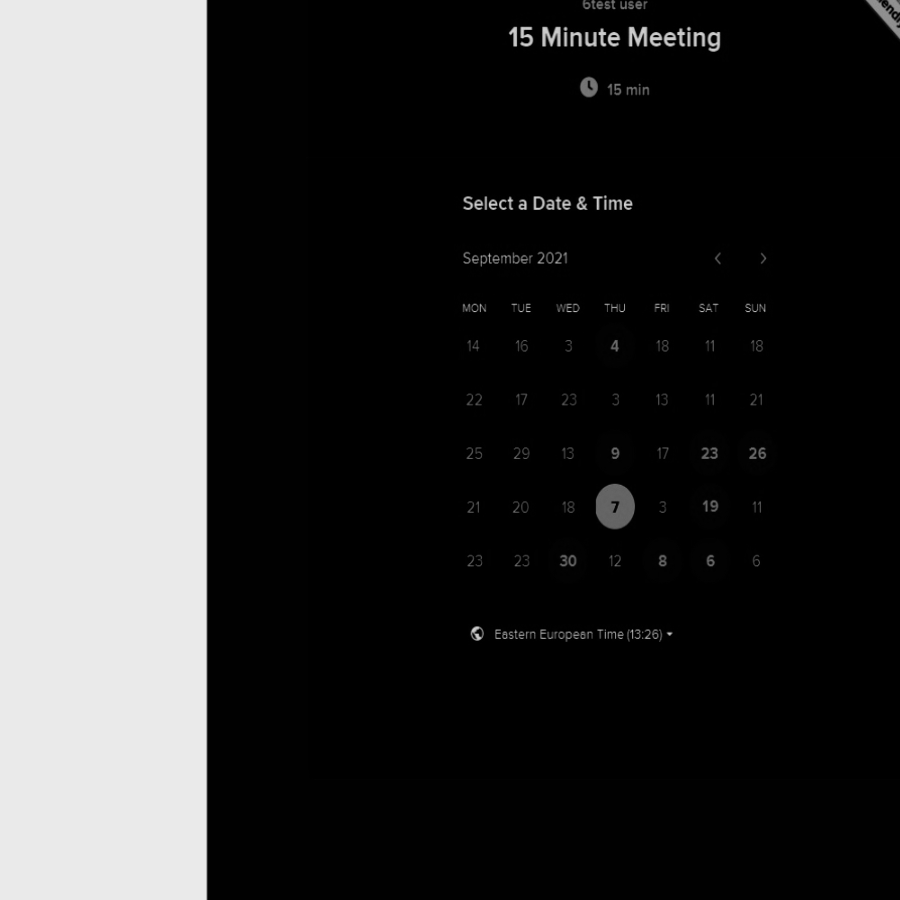 6test user
15 Minute Meeting
15 min
Select a Date & Time
September 2021
MON TUE WED THU FRI SAT SUN
14 16 3 4 18 11 18
22 17 23 3 13 11 21
25 29 13 9 17 23 26
21 20 18 7 3 19 11
23 23 30 12 8 6 6
Eastern European Time (13:26)